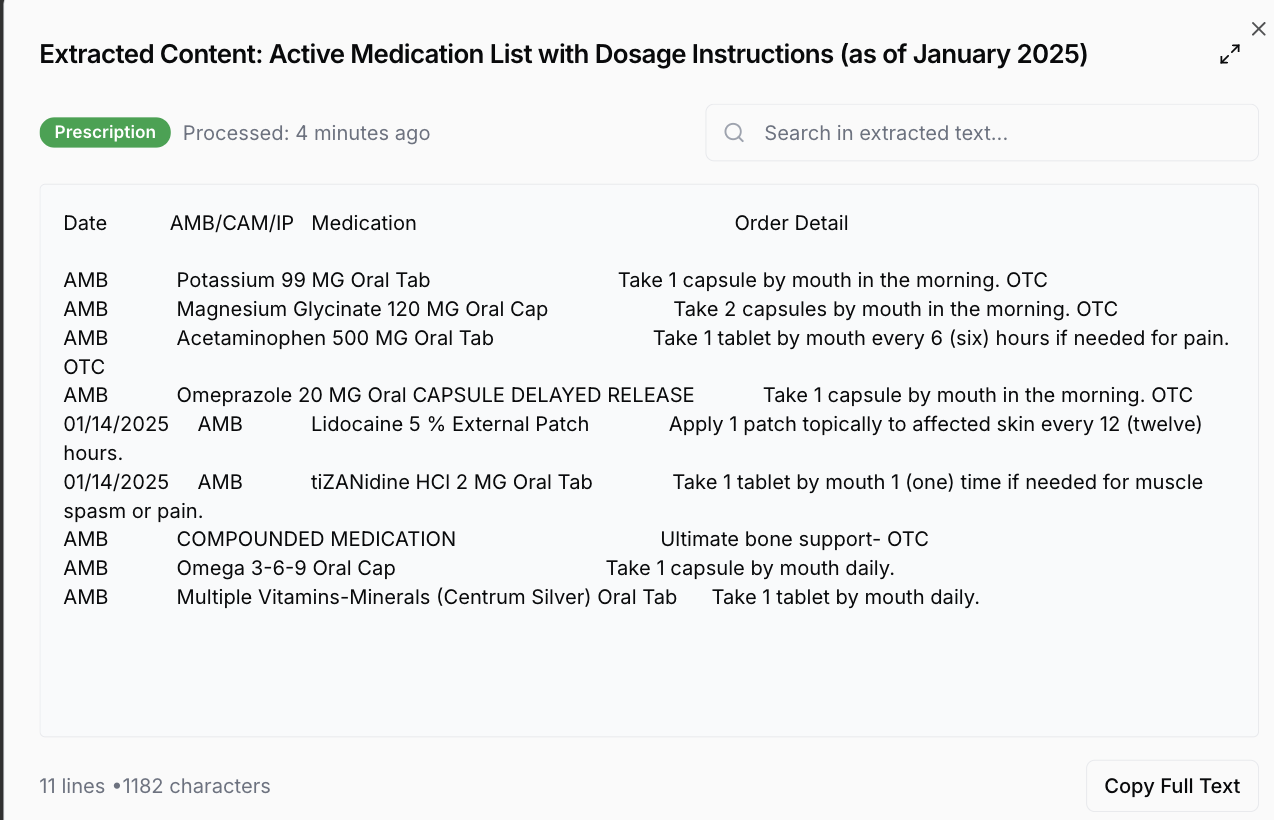 Extracted Content: Active Medication List with Dosage Instructions (as of January 2025)
Prescription Processed: 4 minutes ago Search in extracted text...
Date AMB/CAM/IP Medication Order Detail
AMB Potassium 99 MG Oral Tab Take 1 capsule by mouth in the morning. OTC
AMB Magnesium Glycinate 120 MG Oral Cap Take 2 capsules by mouth in the morning. OTC
AMB Acetaminophen 500 MG Oral Tab Take 1 tablet by mouth every 6 (six) hours if needed for pain.
OTC
AMB Omeprazole 20 MG Oral CAPSULE DELAYED RELEASE Take 1 capsule by mouth in the morning. OTC
01/14/2025 AMB Lidocaine 5 % External Patch Apply 1 patch topically to affected skin every 12 (twelve)
hours.
01/14/2025 AMB tiZANidine HCl 2 MG Oral Tab Take 1 tablet by mouth 1 (one) time if needed for muscle
spasm or pain.
AMB COMPOUNDED MEDICATION Ultimate bone support- OTC
AMB Omega 3-6-9 Oral Cap Take 1 capsule by mouth daily.
AMB Multiple Vitamins-Minerals (Centrum Silver) Oral Tab Take 1 tablet by mouth daily.
11 lines •1182 characters Copy Full Text